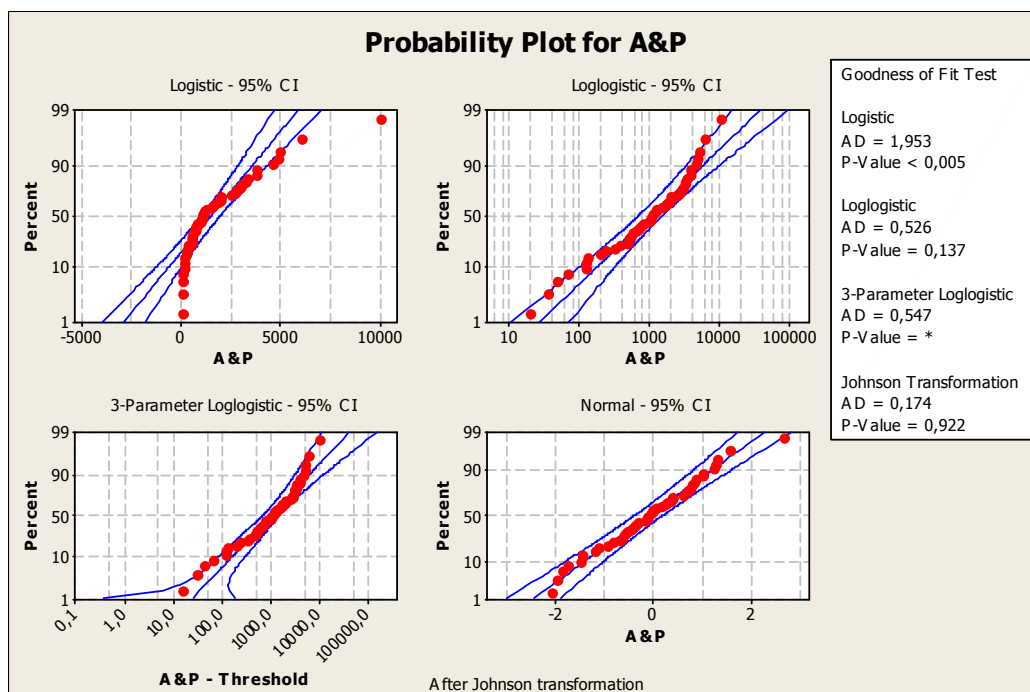 Probability Plot for A&P
Logistic - 95% CI
Percent
99
90
50
10
1
-5000 0 5000 10000
A&P
Loglogistic - 95% CI
Percent
99
90
50
10
1
10 100 1000 10000 100000
A&P
3-Parameter Loglogistic - 95% CI
Percent
99
90
50
10
1
0,1 1,0 10,0 100,0 1000,0 10000,0 100000,0
A&P - Threshold
Normal - 95% CI
Percent
99
90
50
10
1
-2 0 2
A&P
After Johnson transformation
Goodness of Fit Test
Logistic
AD = 1,953
P-Value < 0,005
Loglogistic
AD = 0,526
P-Value = 0,137
3-Parameter Loglogistic
AD = 0,547
P-Value = *
Johnson Transformation
AD = 0,174
P-Value = 0,922